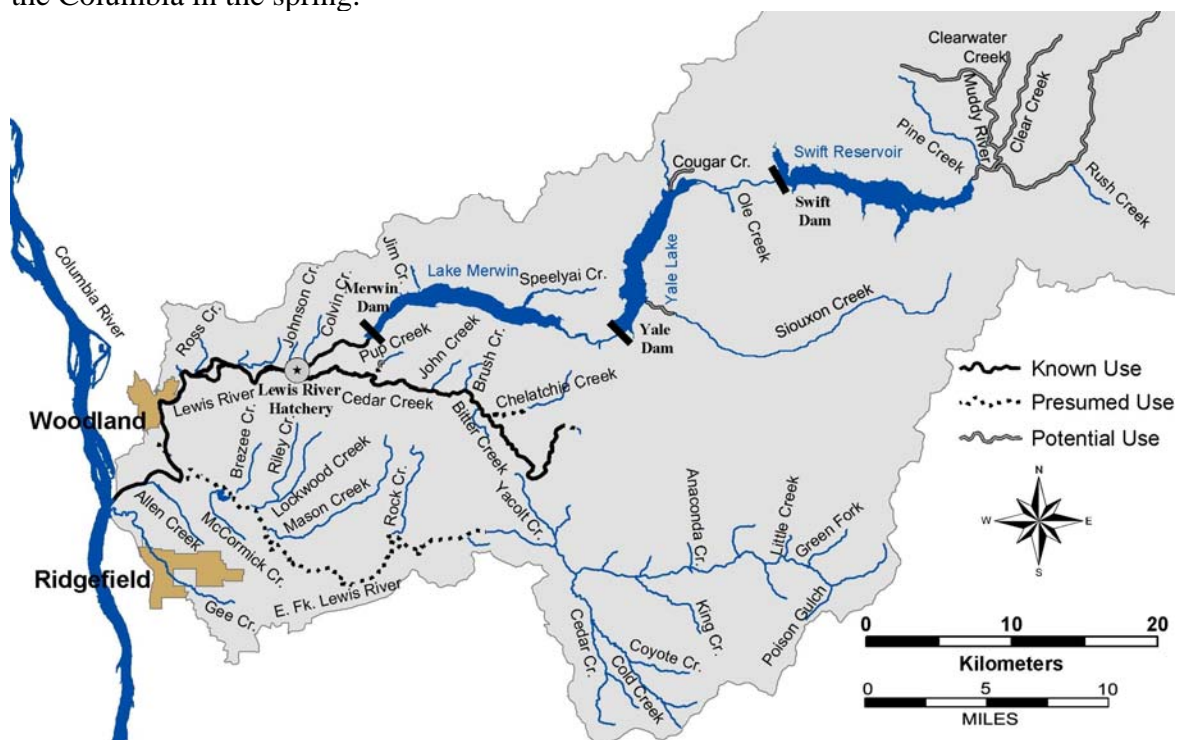 the Columbia in the spring.
Clearwater
Creek
Muddy River
Clear Creek
Pine Creek
Rush Creek
Swift Reservoir
Cougar Cr.
Swift
Dam
Ole Creek
Columbia River
Yale Lake
Jim Cr.
Lake Merwin
Speelyai Cr.
Siouxon Creek
Johnson Cr.
Colvin Cr.
Merwin
Dam
Ross Cr.
Pup Creek
John Creek
Brush Cr.
Yale
Dam
Chelatchie Creek
Lewis River
Lewis River
Hatchery
Cedar Creek
Bitter Creek
Woodland
Known Use
Presumed Use
Potential Use
Brezee Cr.
Riley Cr.
Lockwood Creek
Mason Creek
Rock Cr.
Yacolt Cr.
Anaconda Cr.
Little Creek
Green Fork
N
W
E
S
Allen Creek
McCormick Cr.
Ridgefield
Gee Cr.
E. Fk. Lewis River
King Cr.
Poison Gulch
Cedar Cr.
Coyote Cr.
Cold Creek
0 10 20
Kilometers
0 5 10
MILES